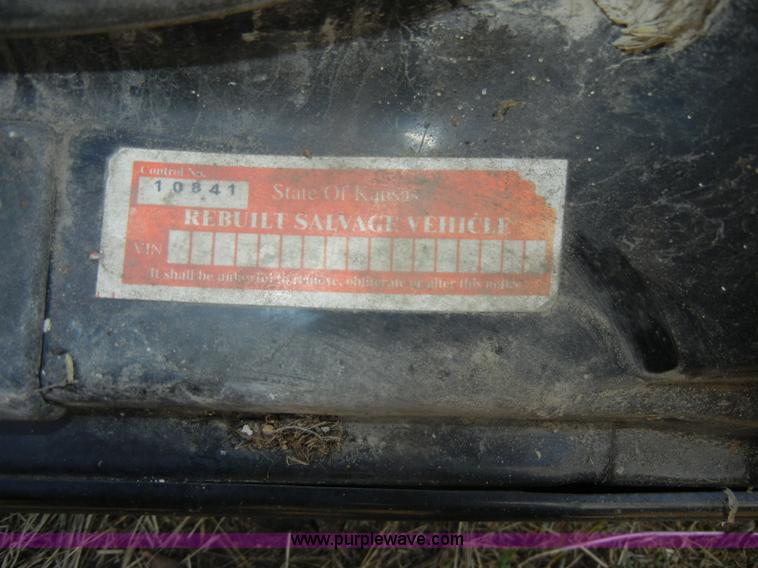 Control No.
10841
State Of Kansas
REBUILT SALVAGE VEHICLE
VIN
It shall be unlawful to remove, obliterate or alter this notice
www.purplewave.com